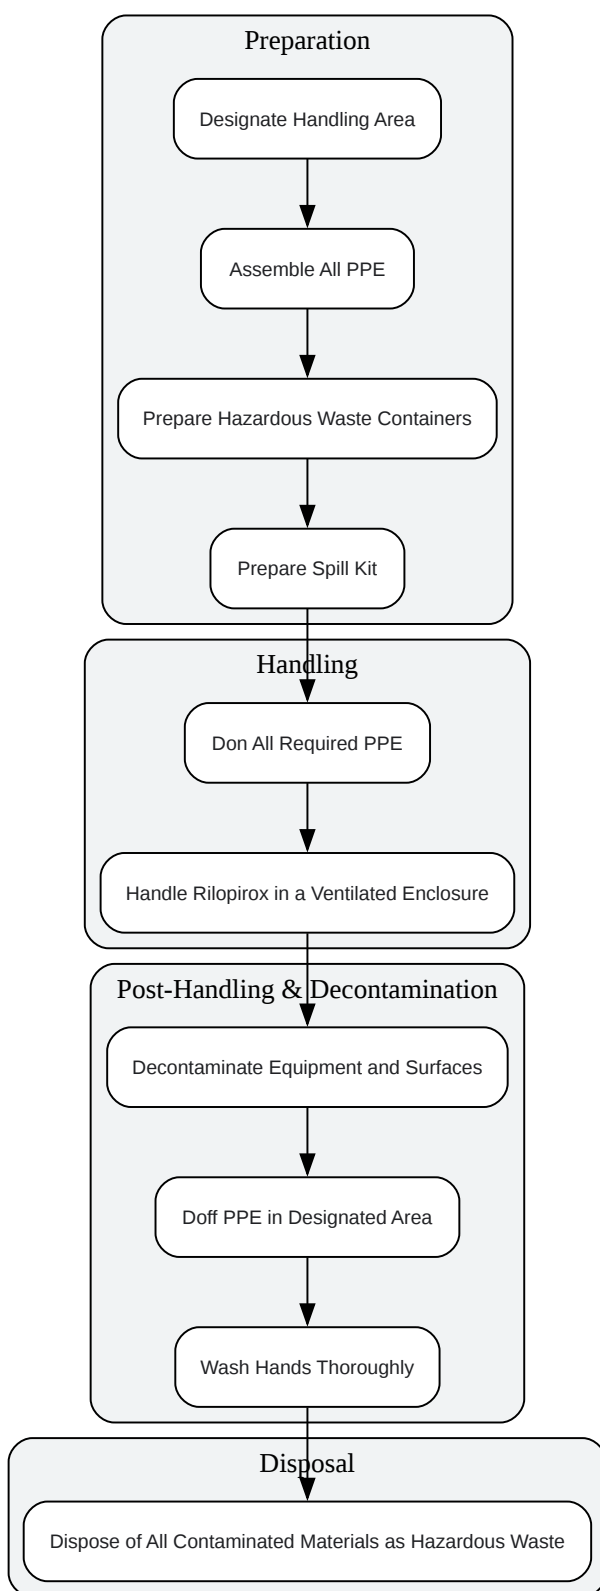 Preparation
Designate Handling Area
Assemble All PPE
Prepare Hazardous Waste Containers
Prepare Spill Kit
Handling
Don All Required PPE
Handle Rilopirox in a Ventilated Enclosure
Post-Handling & Decontamination
Decontaminate Equipment and Surfaces
Doff PPE in Designated Area
Wash Hands Thoroughly
Disposal
Dispose of All Contaminated Materials as Hazardous Waste